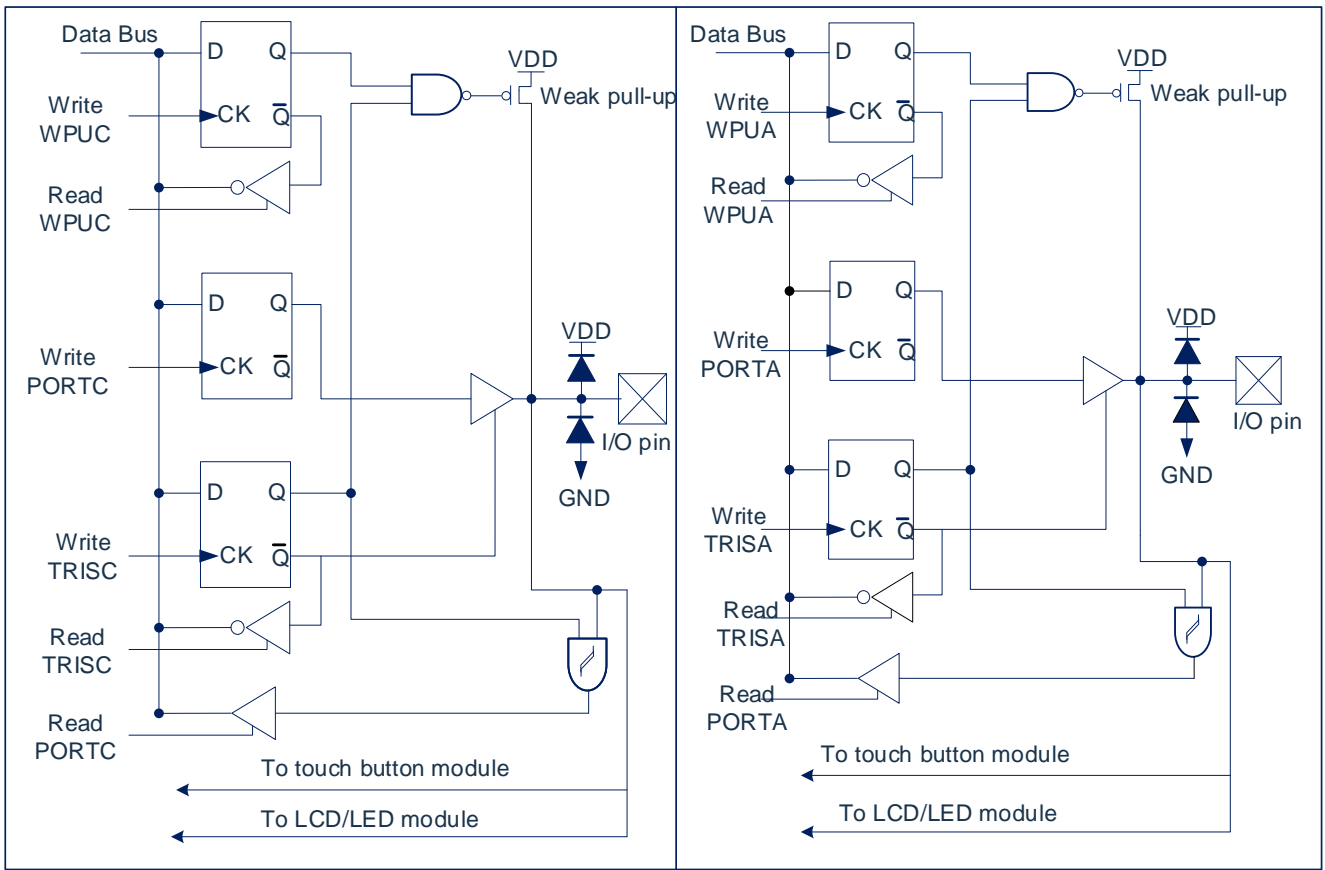 Data Bus
D
Q
VDD
Weak pull-up
Write
WPUC
CK
Q
Read
WPUC
D
Q
Write
PORTC
CK
Q
VDD
I/O pin
GND
D
Q
Write
TRISC
CK
Q
Read
TRISC
Read
PORTC
To touch button module
To LCD/LED module
Data Bus
D
Q
VDD
Weak pull-up
Write
WPUA
CK
Q
Read
WPUA
D
Q
Write
PORTA
CK
Q
VDD
I/O pin
GND
D
Q
Write
TRISA
CK
Q
Read
TRISA
Read
PORTA
To touch button module
To LCD/LED module